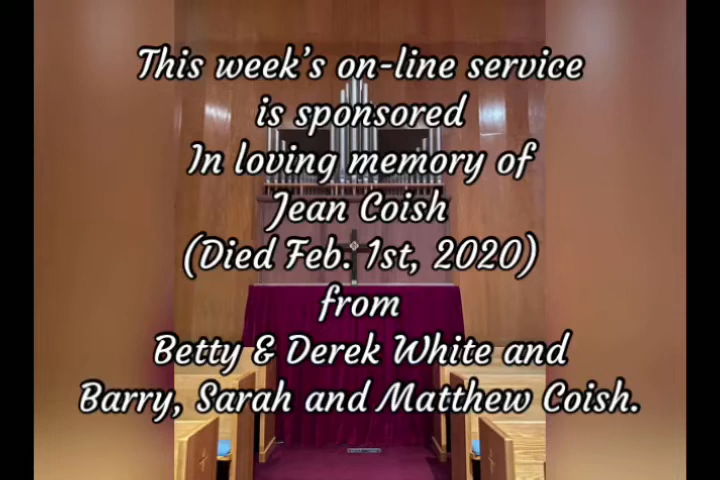 This week's on-line service
is sponsored
In loving memory of
Jean Coish
(Died Feb. 1st, 2020)
from
Betty & Derek White and
Barry, Sarah and Matthew Coish.